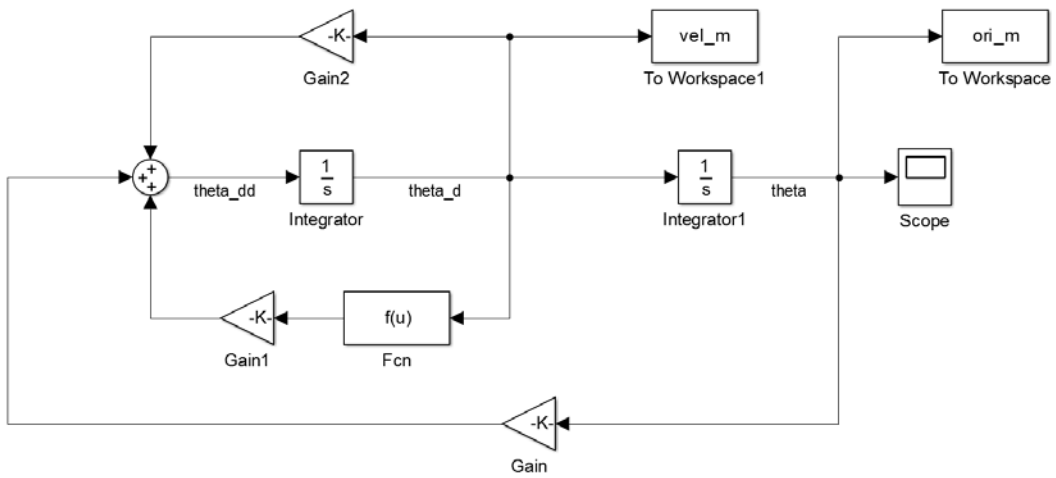 -K-
Gain2
vel_m
To Workspace1
ori_m
To Workspace
+
+
+
theta_dd
1
s
Integrator
theta_d
1
s
Integrator1
theta
Scope
-K-
Gain1
f(u)
Fcn
-K-
Gain